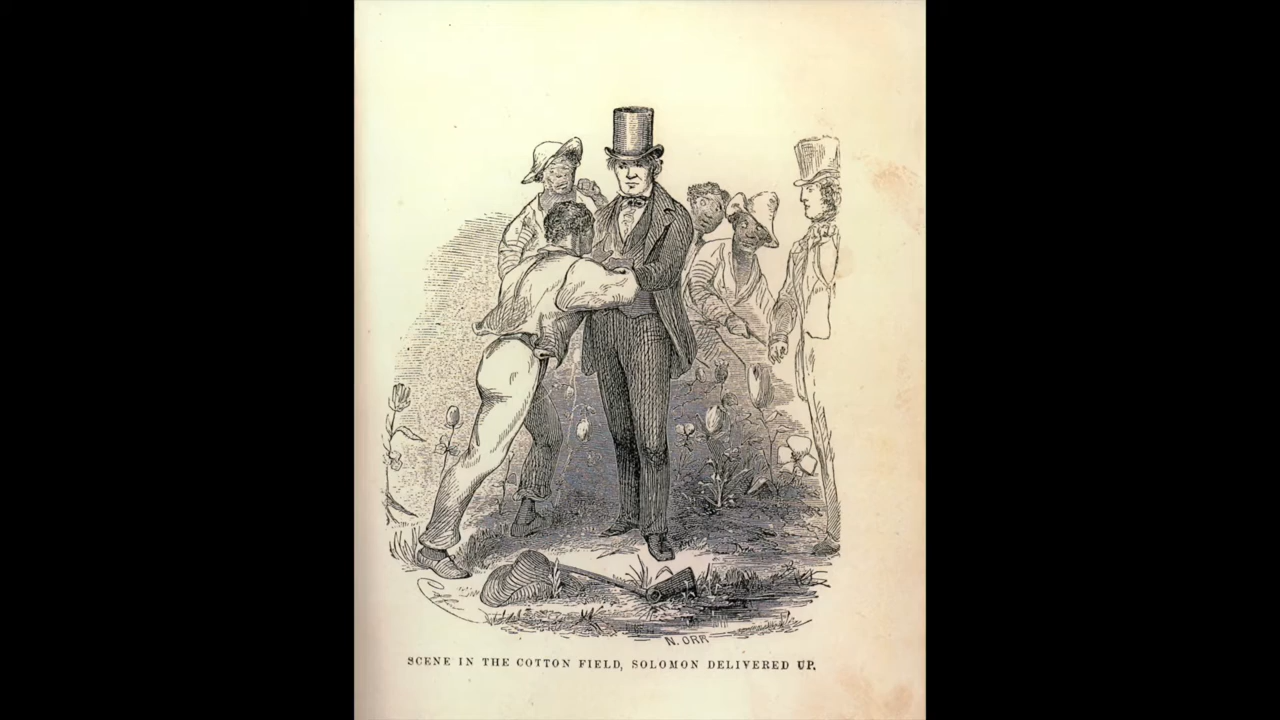 N. ORR
SCENE IN THE COTTON FIELD, SOLOMON DELIVERED UP.